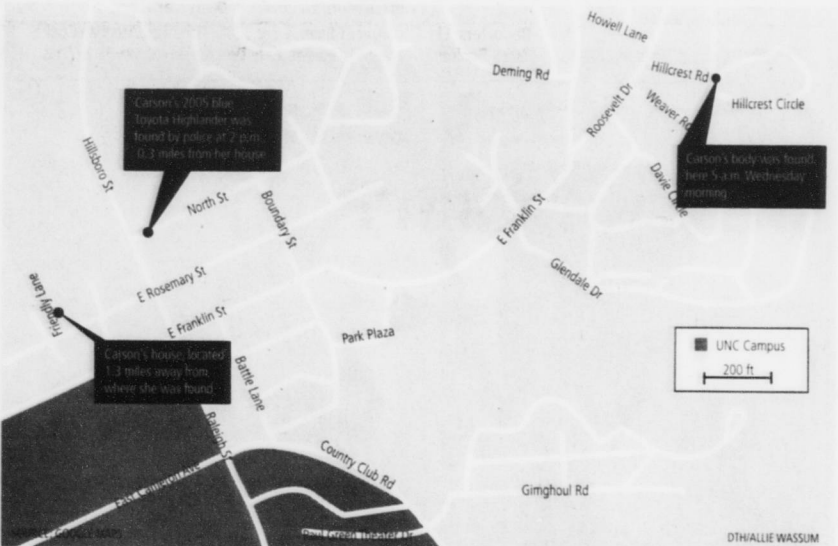 Howell Lane
Deming Rd
Hillcrest Rd
Roosevelt Dr
Weaver Rd
Hillcrest Circle
Carson's 2005 blue
Toyota Highlander was
found by police at 2 p.m.
0.3 miles from her house
Hillsboro St
North St
Boundary St
Carson's body was found
here 5 a.m. Wednesday
morning
Davie Circle
E Franklin St
Glendale Dr
E Rosemary St
Friendly Lane
E Franklin St
Park Plaza
Carson's house, located
1.3 miles away from
where she was found
Battle Lane
UNC Campus
200 ft
Raleigh St
Country Club Rd
East Cameron Ave
Gimghoul Rd
Paul Green Theater Dr
SOURCE: GOOGLE MAPS
DTH/ALLIE WASSUM